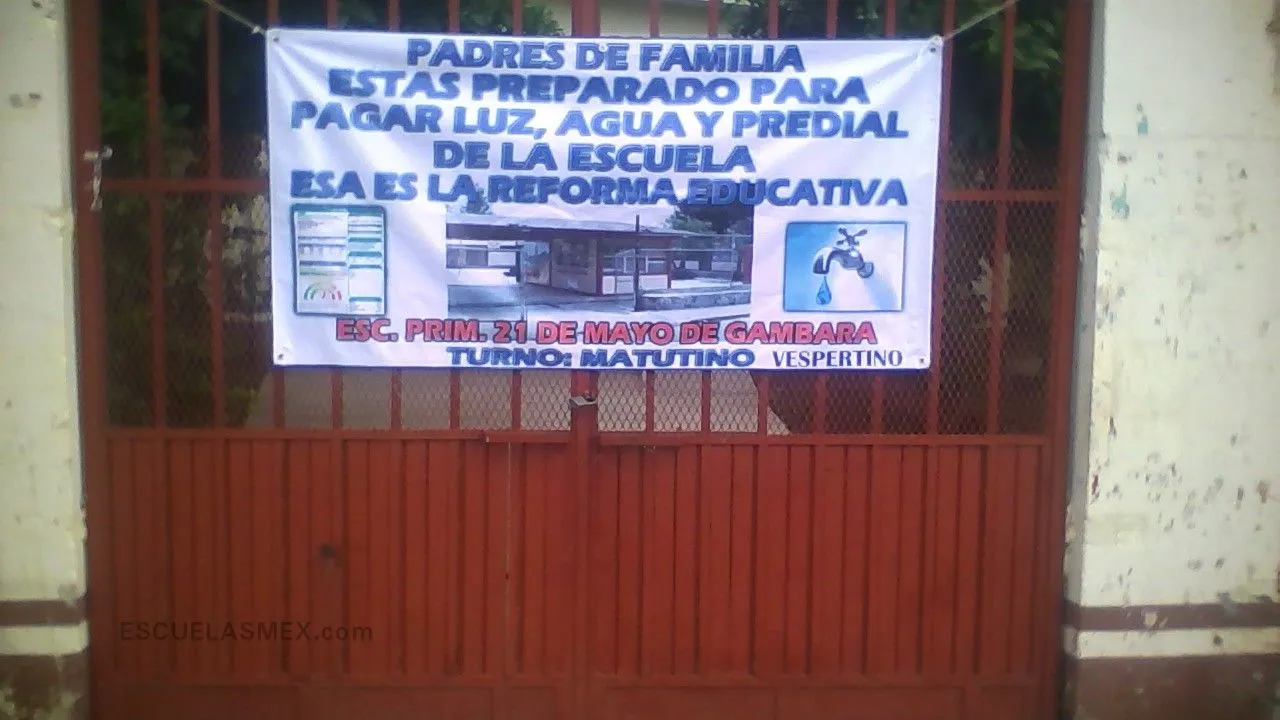 PADRES DE FAMILIA
ESTAS PREPARADO PARA
PAGAR LUZ, AGUA Y PREDIAL
DE LA ESCUELA
ESA ES LA REFORMA EDUCATIVA
ESC. PRIM. 21 DE MAYO DE GAMBARA
TURNO: MATUTINO VESPERTINO
ESCUELASMEX.com